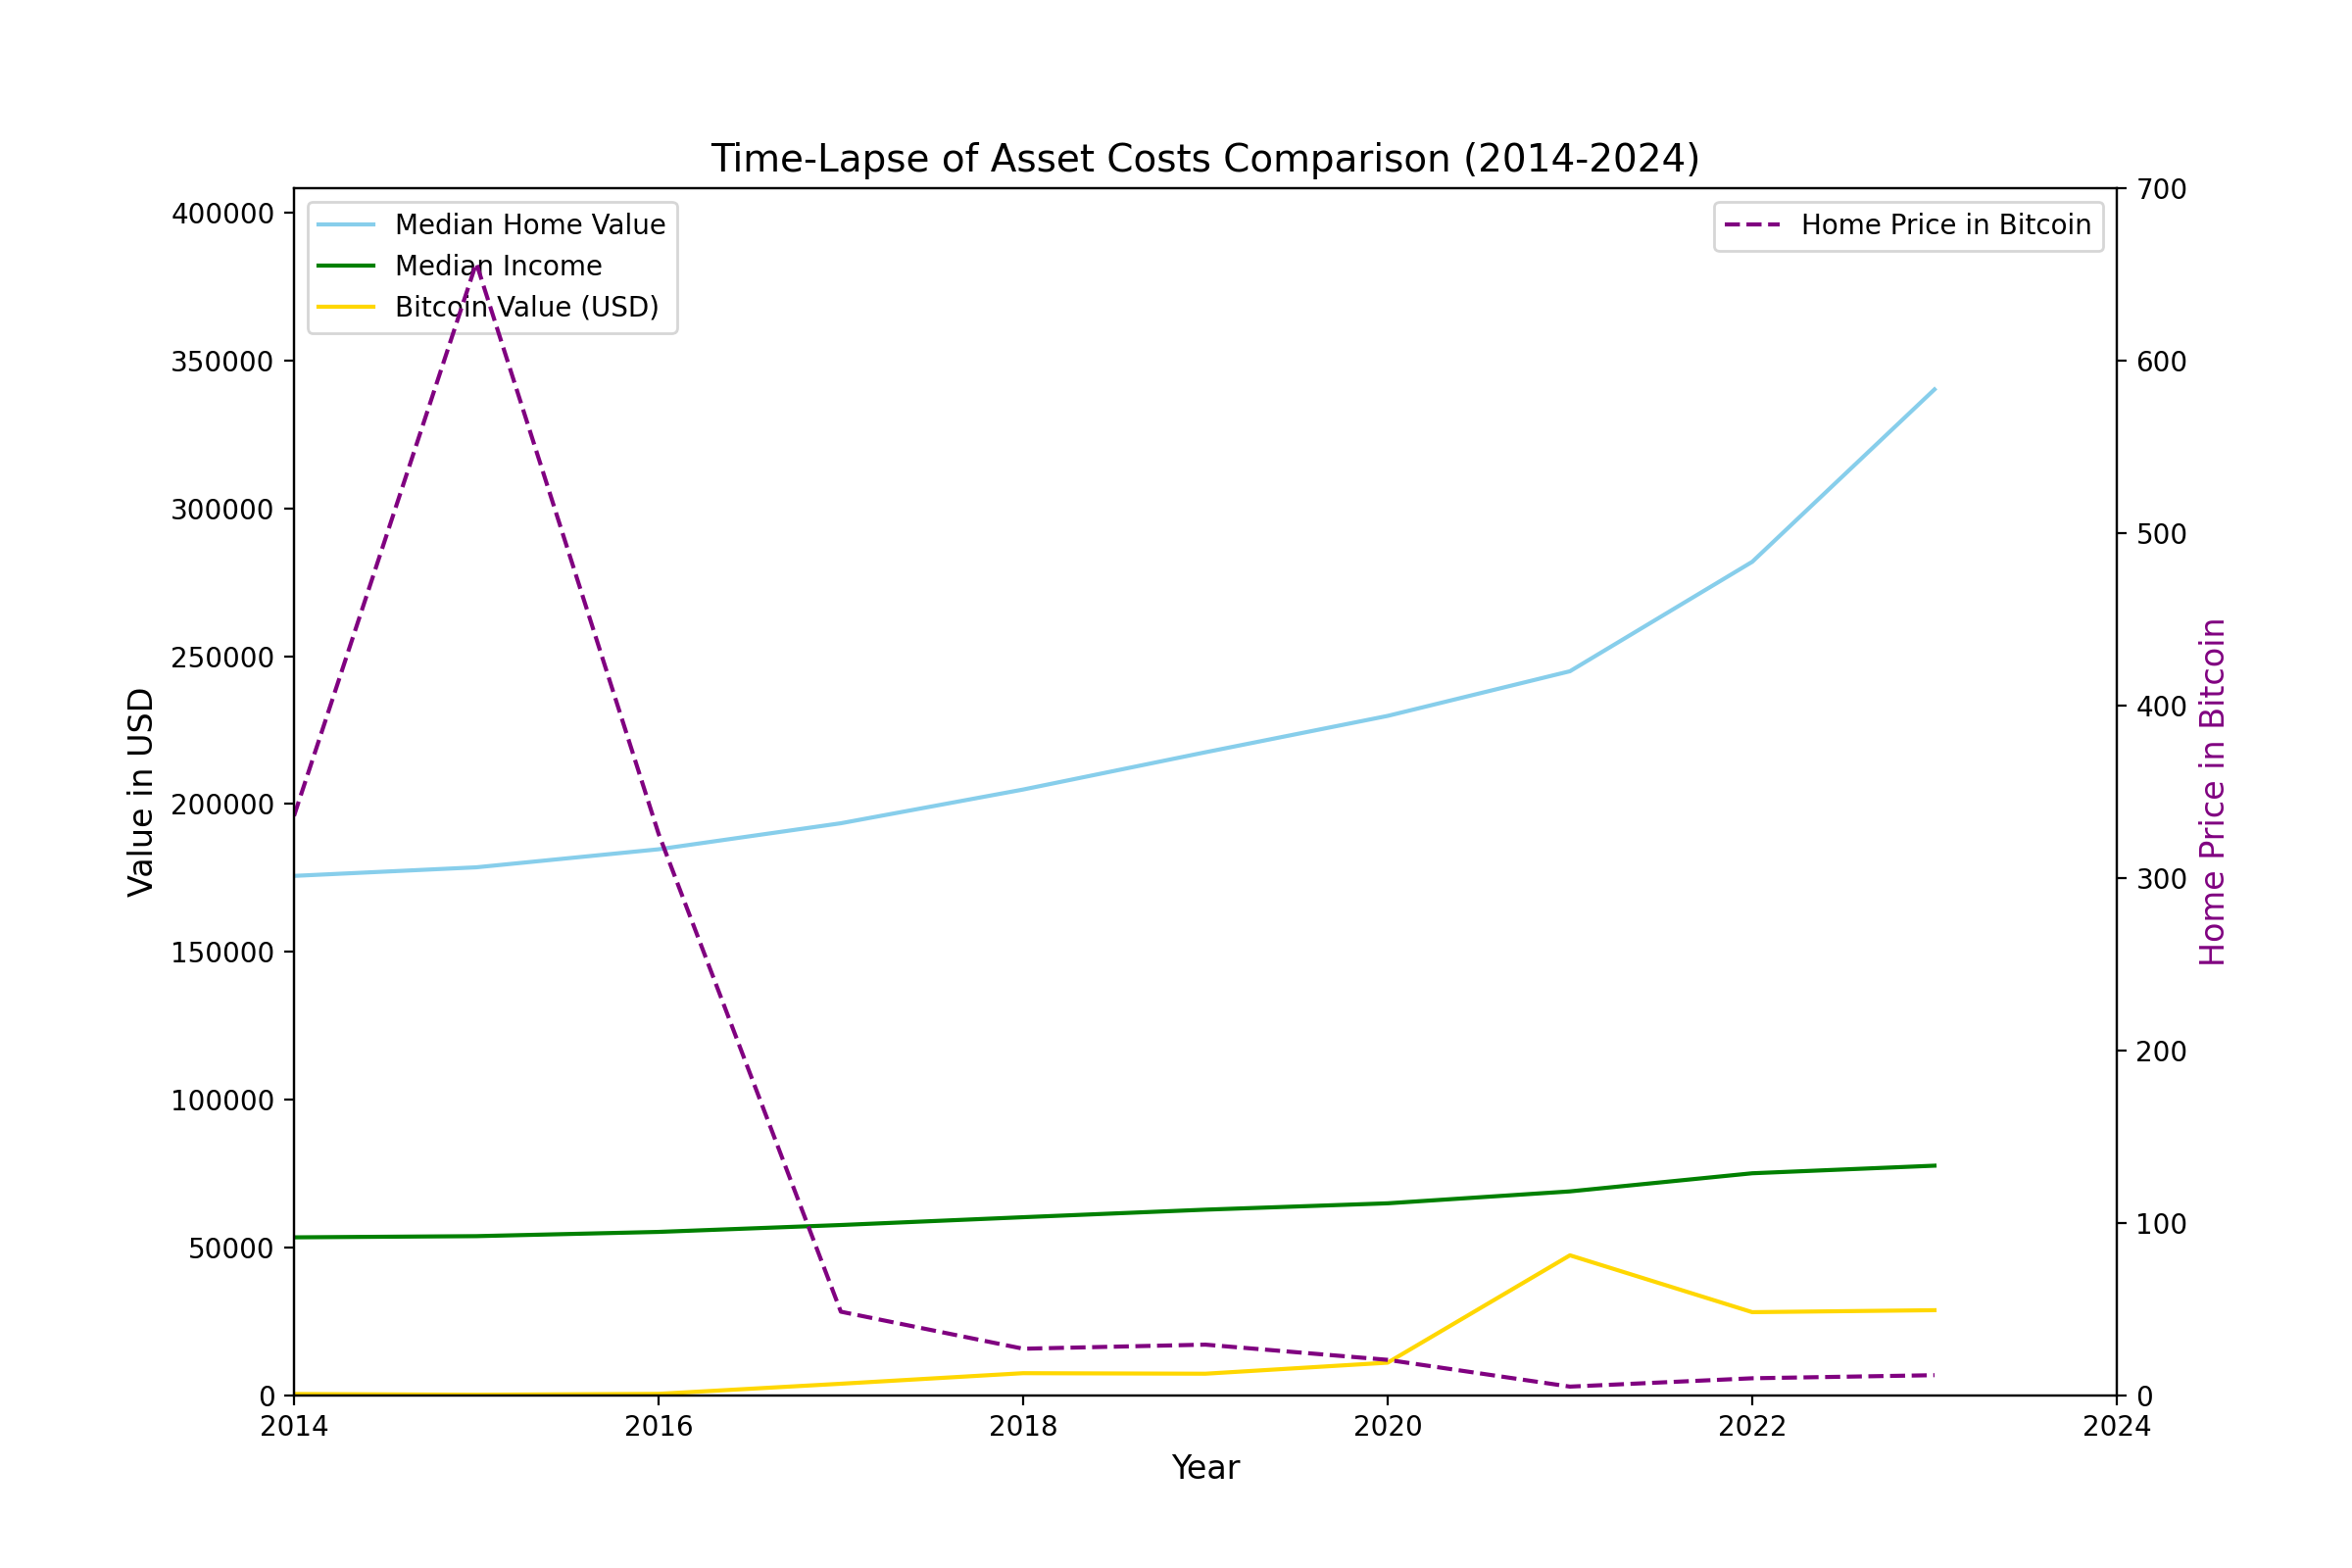 Time-Lapse of Asset Costs Comparison (2014-2024)
Median Home Value
Median Income
Bitcoin Value (USD)
Home Price in Bitcoin
400000
350000
300000
250000
200000
150000
100000
50000
0
Value in USD
700
600
500
400
300
200
100
0
Home Price in Bitcoin
2014
2016
2018
2020
2022
2024
Year